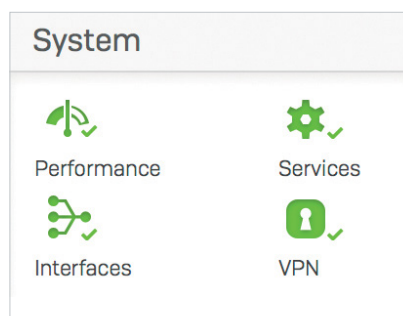 System
Performance
Services
Interfaces
VPN